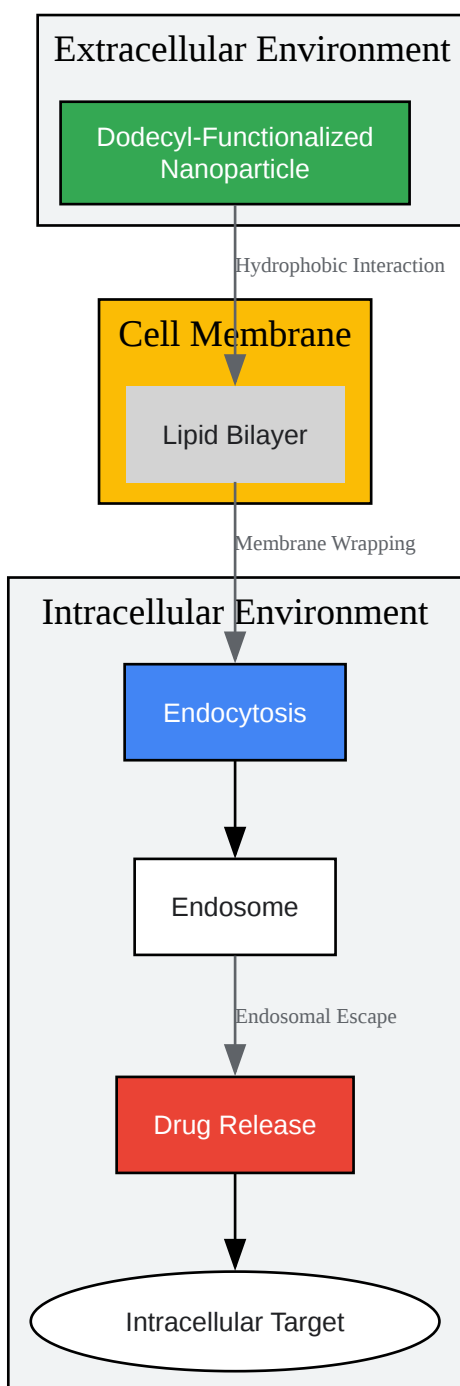 Extracellular Environment
Dodecyl-Functionalized
Nanoparticle
Hydrophobic Interaction
Cell Membrane
Lipid Bilayer
Membrane Wrapping
Intracellular Environment
Endocytosis
Endosome
Endosomal Escape
Drug Release
Intracellular Target